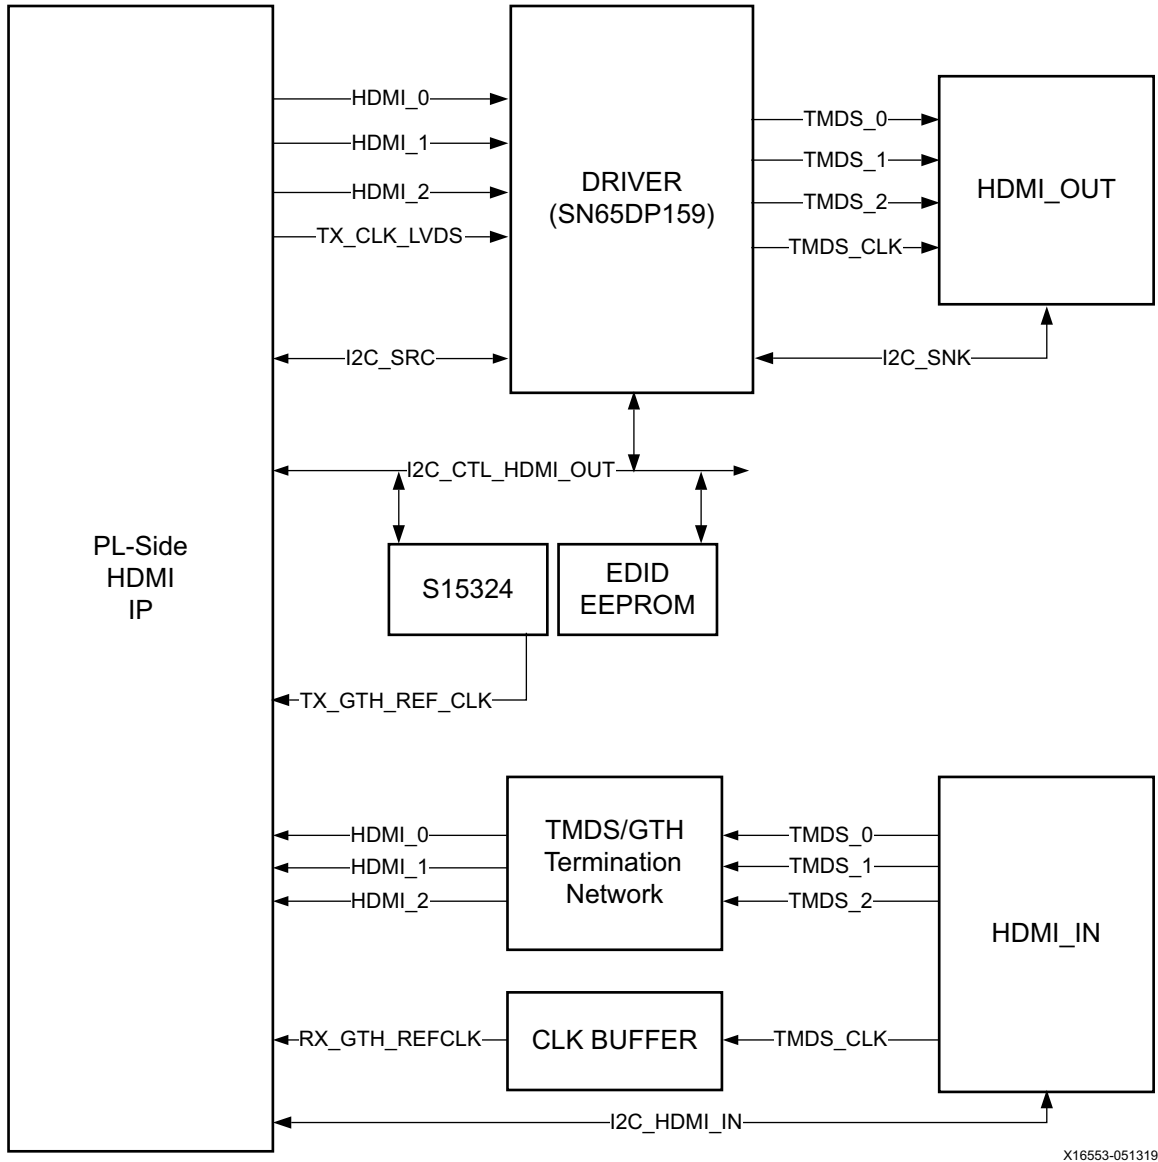 HDMI_0
HDMI_1
HDMI_2
TX_CLK_LVDS
I2C_SRC
DRIVER
(SN65DP159)
TMDS_0
TMDS_1
TMDS_2
TMDS_CLK
HDMI_OUT
I2C_SNK
I2C_CTL_HDMI_OUT
PL-Side
HDMI
IP
S15324
EDID
EEPROM
TX_GTH_REF_CLK
HDMI_0
HDMI_1
HDMI_2
TMDS/GTH
Termination
Network
TMDS_0
TMDS_1
TMDS_2
HDMI_IN
RX_GTH_REFCLK
CLK BUFFER
TMDS_CLK
I2C_HDMI_IN
X16553-051319